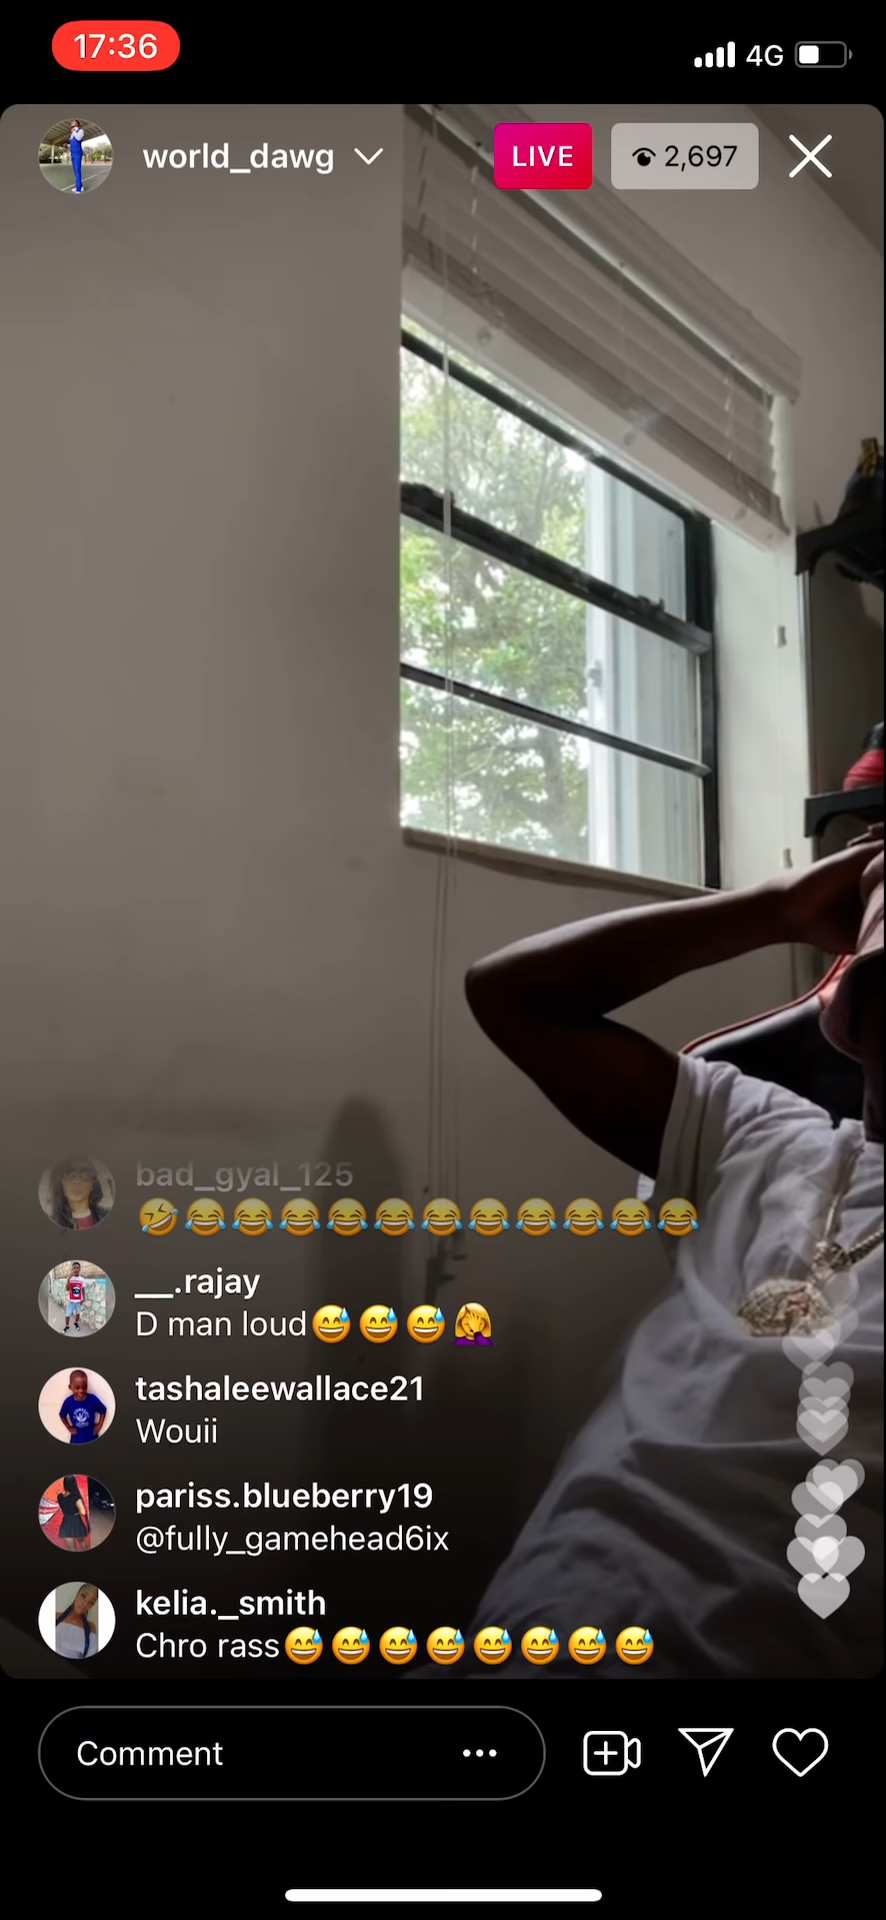 17:36
4G
world_dawg
LIVE
2,697
bad_gyal_125
🤣😂😂😂😂😂😂😂😂😂😂😂
__.rajay
D man loud😅😅😅🤦‍♀️
tashaleewallace21
Wouii
pariss.blueberry19
@fully_gamehead6ix
kelia._smith
Chro rass😅😅😅😅😅😅😅😅
Comment